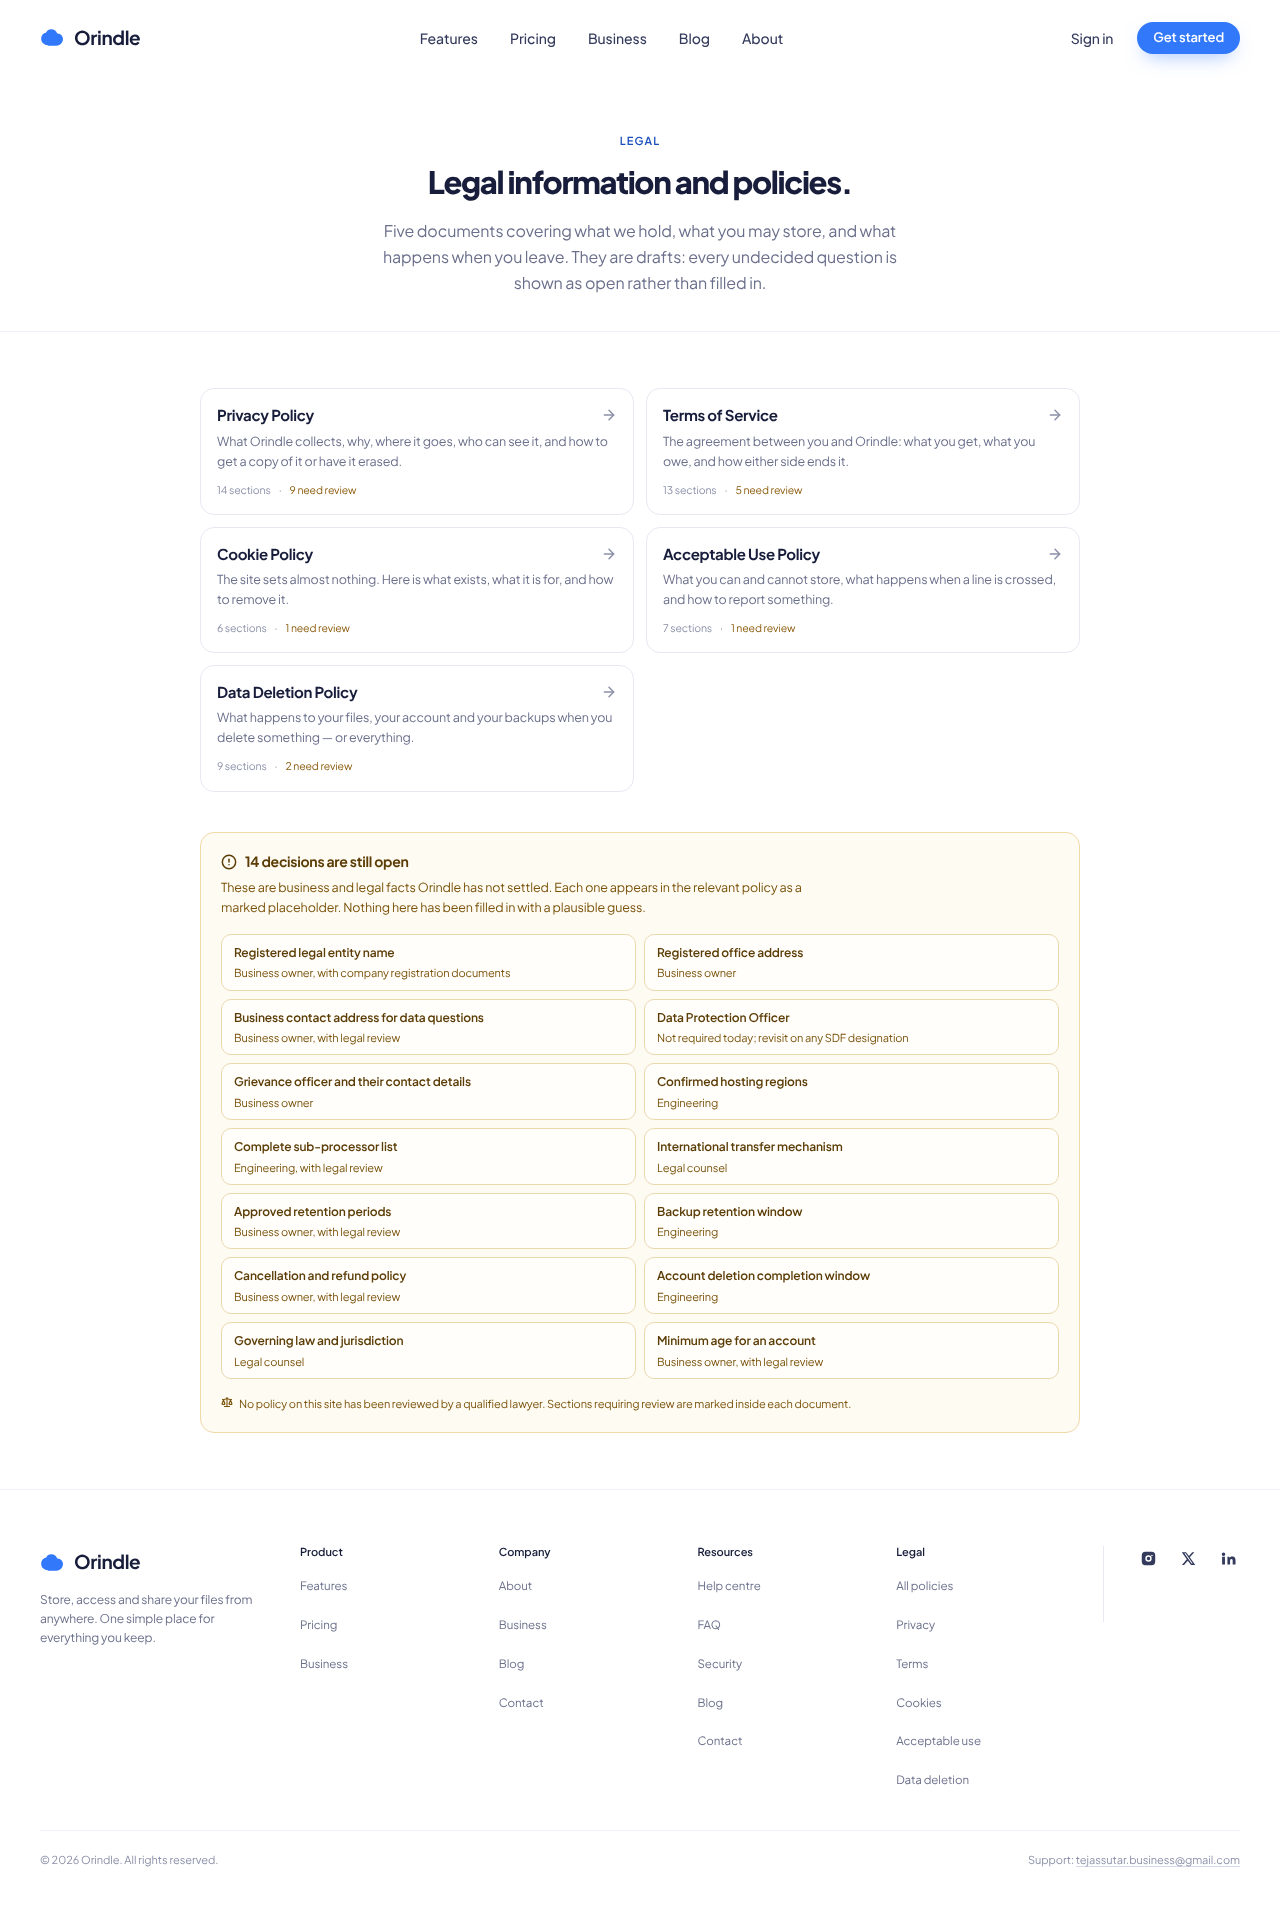 Orindle
Features
Pricing
Business
Blog
About
Sign in
Get started
LEGAL
Legal information and policies.
Five documents covering what we hold, what you may store, and what
happens when you leave. They are drafts: every undecided question is
shown as open rather than filled in.
Privacy Policy
What Orindle collects, why, where it goes, who can see it, and how to
get a copy of it or have it erased.
14 sections · 9 need review
Terms of Service
The agreement between you and Orindle: what you get, what you
owe, and how either side ends it.
13 sections · 5 need review
Cookie Policy
The site sets almost nothing. Here is what exists, what it is for, and how
to remove it.
6 sections · 1 need review
Acceptable Use Policy
What you can and cannot store, what happens when a line is crossed,
and how to report something.
7 sections · 1 need review
Data Deletion Policy
What happens to your files, your account and your backups when you
delete something — or everything.
9 sections · 2 need review
14 decisions are still open
These are business and legal facts Orindle has not settled. Each one appears in the relevant policy as a
marked placeholder. Nothing here has been filled in with a plausible guess.
Registered legal entity name
Business owner, with company registration documents
Registered office address
Business owner
Business contact address for data questions
Business owner, with legal review
Data Protection Officer
Not required today; revisit on any SDF designation
Grievance officer and their contact details
Business owner
Confirmed hosting regions
Engineering
Complete sub-processor list
Engineering, with legal review
International transfer mechanism
Legal counsel
Approved retention periods
Business owner, with legal review
Backup retention window
Engineering
Cancellation and refund policy
Business owner, with legal review
Account deletion completion window
Engineering
Governing law and jurisdiction
Legal counsel
Minimum age for an account
Business owner, with legal review
No policy on this site has been reviewed by a qualified lawyer. Sections requiring review are marked inside each document.
Orindle
Store, access and share your files from
anywhere. One simple place for
everything you keep.
Product
Features
Pricing
Business
Company
About
Business
Blog
Contact
Resources
Help centre
FAQ
Security
Blog
Contact
Legal
All policies
Privacy
Terms
Cookies
Acceptable use
Data deletion
© 2026 Orindle. All rights reserved.
Support: tejassutar.business@gmail.com